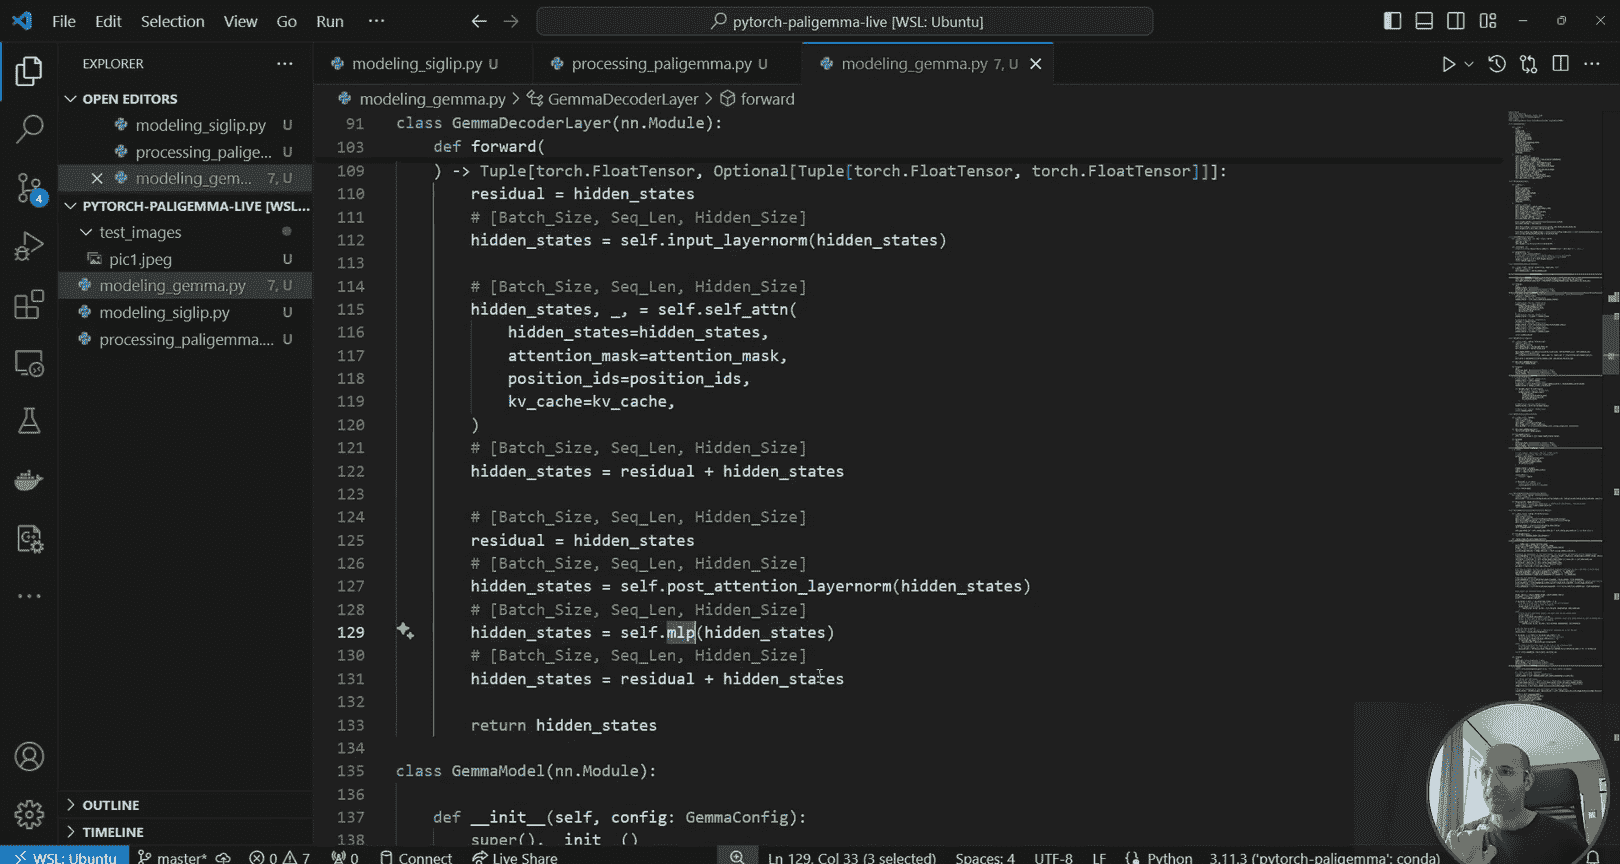 File Edit Selection View Go Run ··· pytorch-paligemma-live [WSL: Ubuntu]
EXPLORER ···
OPEN EDITORS
modeling_siglip.py U
processing_palige... U
modeling_gem... 7, U
PYTORCH-PALIGEMMA-LIVE [WSL...
test_images
pic1.jpeg U
modeling_gemma.py 7, U
modeling_siglip.py U
processing_paligemma.... U
OUTLINE
TIMELINE
4
modeling_siglip.py U processing_paligemma.py U modeling_gemma.py 7, U
modeling_gemma.py > GemmaDecoderLayer > forward
91 class GemmaDecoderLayer(nn.Module):
103 def forward(
109 ) -> Tuple[torch.FloatTensor, Optional[Tuple[torch.FloatTensor, torch.FloatTensor]]]:
110 residual = hidden_states
111 # [Batch_Size, Seq_Len, Hidden_Size]
112 hidden_states = self.input_layernorm(hidden_states)
113
114 # [Batch_Size, Seq_Len, Hidden_Size]
115 hidden_states, _, = self.self_attn(
116 hidden_states=hidden_states,
117 attention_mask=attention_mask,
118 position_ids=position_ids,
119 kv_cache=kv_cache,
120 )
121 # [Batch_Size, Seq_Len, Hidden_Size]
122 hidden_states = residual + hidden_states
123
124 # [Batch_Size, Seq_Len, Hidden_Size]
125 residual = hidden_states
126 # [Batch_Size, Seq_Len, Hidden_Size]
127 hidden_states = self.post_attention_layernorm(hidden_states)
128 # [Batch_Size, Seq_Len, Hidden_Size]
129 hidden_states = self.mlp(hidden_states)
130 # [Batch_Size, Seq_Len, Hidden_Size]
131 hidden_states = residual + hidden_states
132
133 return hidden_states
134
135 class GemmaModel(nn.Module):
136
137 def __init__(self, config: GemmaConfig):
138 super().__init__()
WSL: Ubuntu master* 0 7 0 Connect Live Share Ln 129, Col 33 (3 selected) Spaces: 4 UTF-8 LF Python 3.11.3 ('pytorch-paligemma': conda)